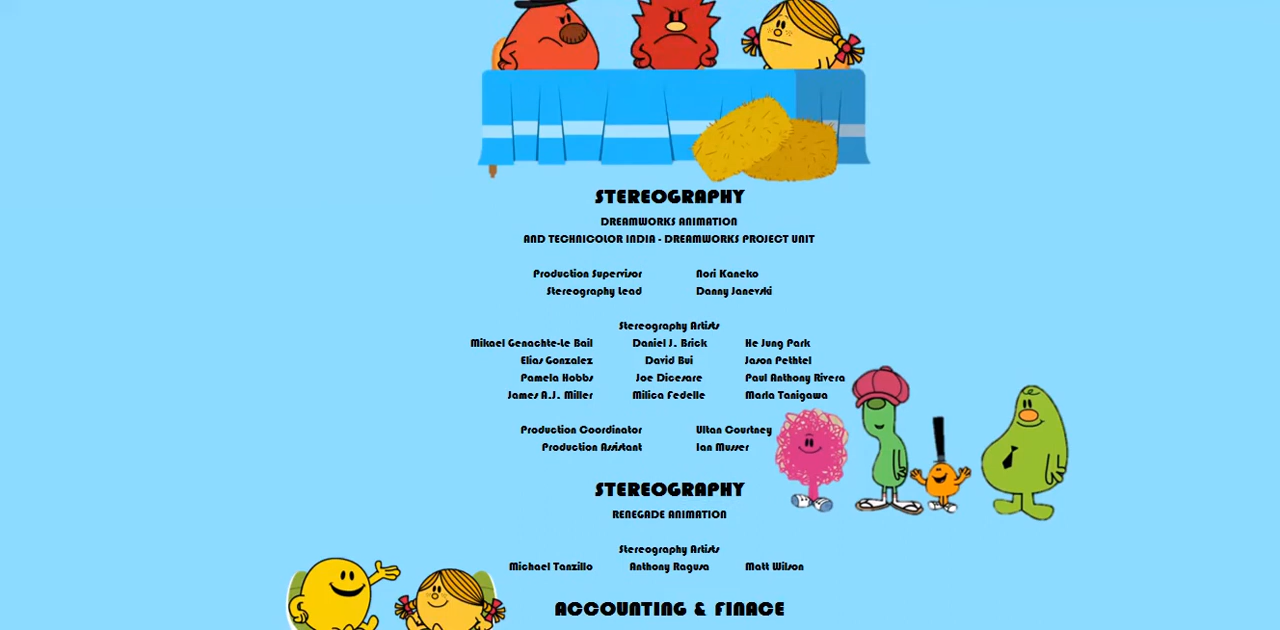 STEREOGRAPHY
DREAMWORKS ANIMATION
AND TECHNICOLOR INDIA - DREAMWORKS PROJECT UNIT
Production Supervisor Nori Kaneko
Stereography Lead Danny Janevski
Stereography Artists
Mikael Genachte-Le Bail Daniel J. Brick He Jung Park
Elias Gonzalez David Bui Jason Pethtel
Pamela Hobbs Joe Dicesare Paul Anthony Rivera
James A.J. Miller Milica Fedelle Marla Tanigawa
Production Coordinator Ultan Courtney
Production Assistant Ian Musser
STEREOGRAPHY
RENEGADE ANIMATION
Stereography Artists
Michael Tanzillo Anthony Ragusa Matt Wilson
ACCOUNTING & FINACE